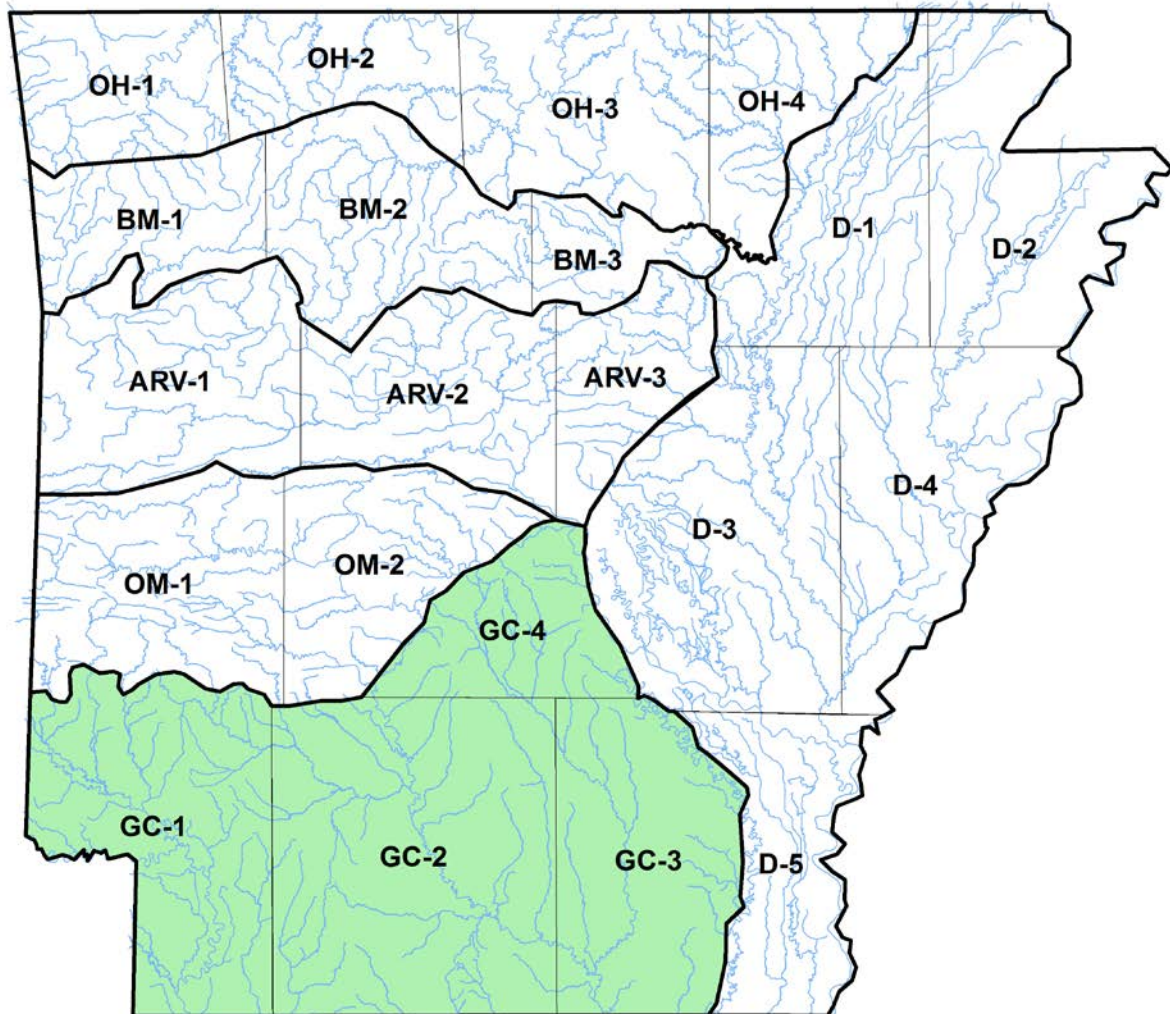 OH-1
OH-2
OH-3
OH-4
BM-1
BM-2
BM-3
D-1
D-2
ARV-1
ARV-2
ARV-3
D-3
D-4
OM-1
OM-2
GC-4
GC-1
GC-2
GC-3
D-5